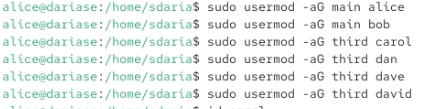 alice@dariase:/home/sdaria$ sudo usermod -aG main alice
alice@dariase:/home/sdaria$ sudo usermod -aG main bob
alice@dariase:/home/sdaria$ sudo usermod -aG third carol
alice@dariase:/home/sdaria$ sudo usermod -aG third dan
alice@dariase:/home/sdaria$ sudo usermod -aG third dave
alice@dariase:/home/sdaria$ sudo usermod -aG third david